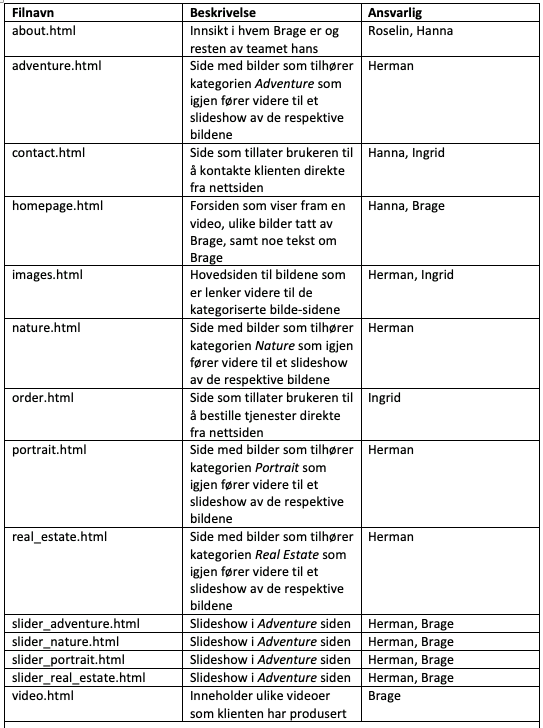 Filnavn Beskrivelse Ansvarlig
about.html Innsikt i hvem Brage er og Roselin, Hanna
resten av teamet hans
adventure.html Side med bilder som tilhører Herman
kategorien Adventure som
igjen fører videre til et
slideshow av de respektive
bildene
contact.html Side som tillater brukeren til Hanna, Ingrid
å kontakte klienten direkte
fra nettsiden
homepage.html Forsiden som viser fram en Hanna, Brage
video, ulike bilder tatt av
Brage, samt noe tekst om
Brage
images.html Hovedsiden til bildene som Herman, Ingrid
er lenker videre til de
kategoriserte bilde-sidene
nature.html Side med bilder som tilhører Herman
kategorien Nature som igjen
fører videre til et slideshow
av de respektive bildene
order.html Side som tillater brukeren til Ingrid
å bestille tjenester direkte
fra nettsiden
portrait.html Side med bilder som tilhører Herman
kategorien Portrait som
igjen fører videre til et
slideshow av de respektive
bildene
real_estate.html Side med bilder som tilhører Herman
kategorien Real Estate som
igjen fører videre til et
slideshow av de respektive
bildene
slider_adventure.html Slideshow i Adventure siden Herman, Brage
slider_nature.html Slideshow i Adventure siden Herman, Brage
slider_portrait.html Slideshow i Adventure siden Herman, Brage
slider_real_estate.html Slideshow i Adventure siden Herman, Brage
video.html Inneholder ulike videoer Brage
som klienten har produsert